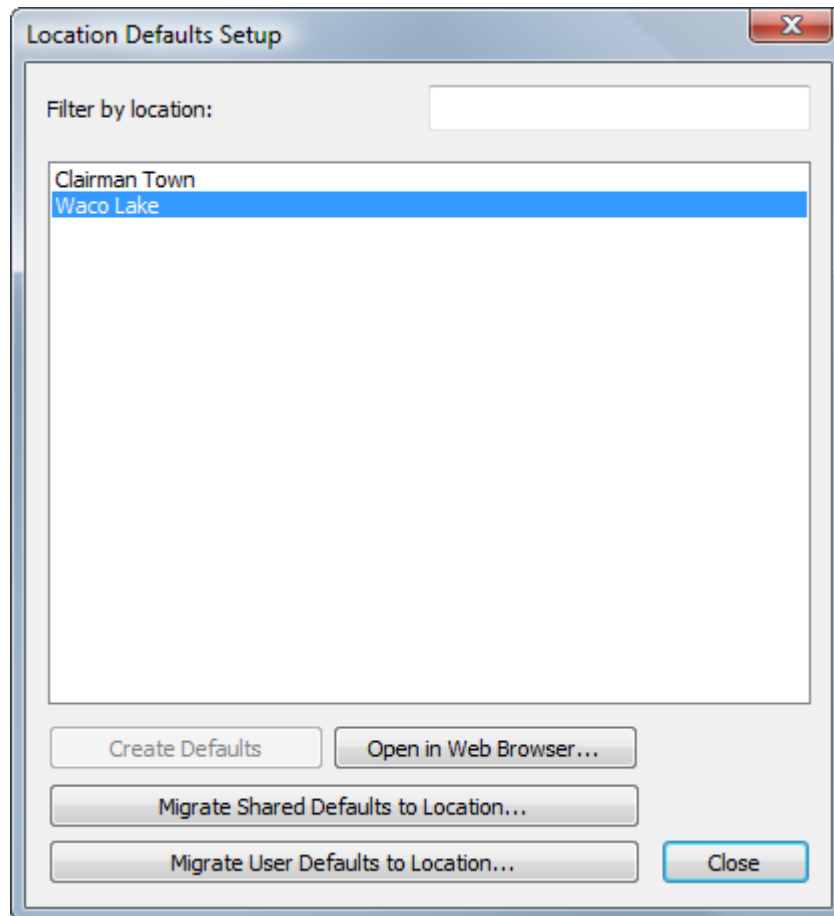 Location Defaults Setup
Filter by location:
Clairman Town
Waco Lake
Create Defaults
Open in Web Browser...
Migrate Shared Defaults to Location...
Migrate User Defaults to Location...
Close